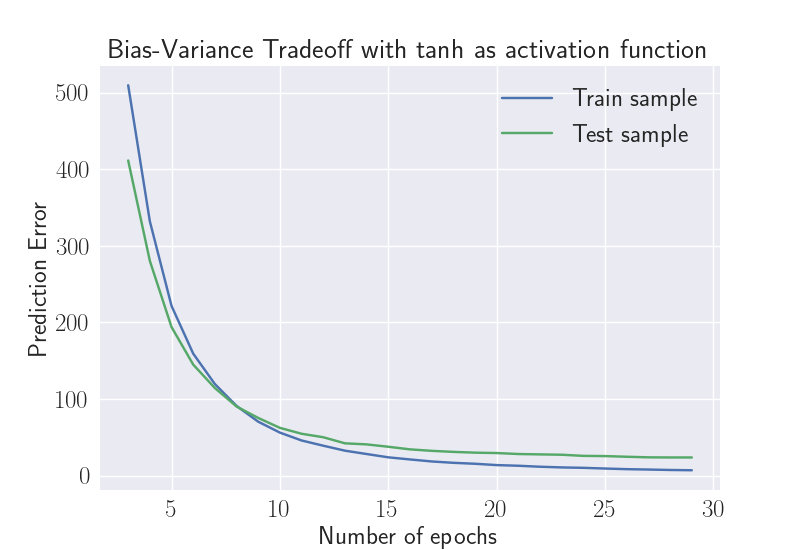 Bias-Variance Tradeoff with tanh as activation function
Train sample
Test sample
500
400
300
200
100
0
Prediction Error
5
10
15
20
25
30
Number of epochs